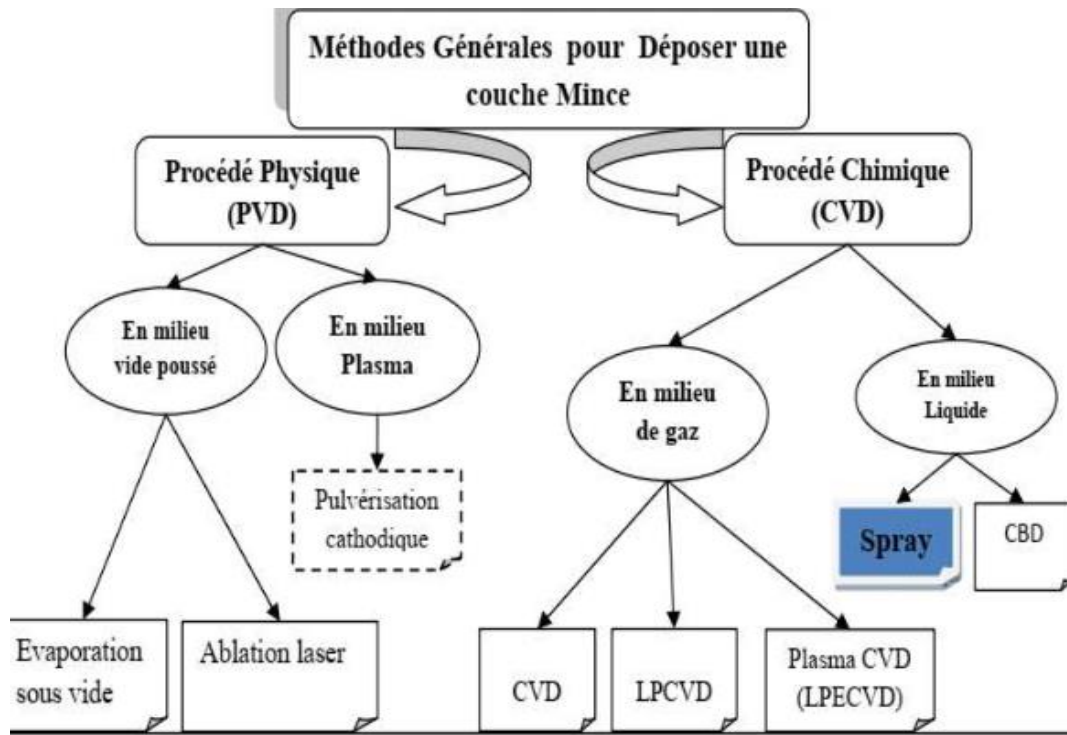 Méthodes Générales pour Déposer une
couche Mince
Procédé Physique
(PVD)
Procédé Chimique
(CVD)
En milieu
vide poussé
En milieu
Plasma
En milieu
de gaz
En milieu
Liquide
Pulvérisation
cathodique
Spray
CBD
Evaporation
sous vide
Ablation laser
CVD
LPCVD
Plasma CVD
(LPECVD)